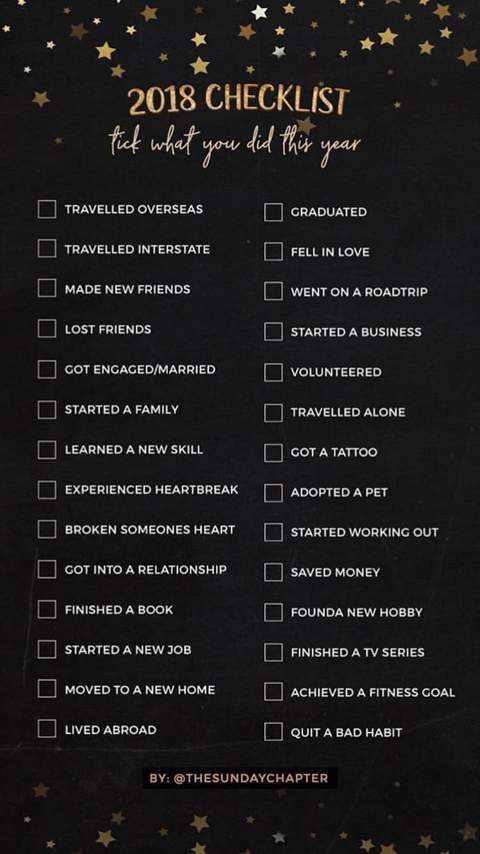 2018 CHECKLIST
tick what you did this year
TRAVELLED OVERSEAS
TRAVELLED INTERSTATE
MADE NEW FRIENDS
LOST FRIENDS
GOT ENGAGED/MARRIED
STARTED A FAMILY
LEARNED A NEW SKILL
EXPERIENCED HEARTBREAK
BROKEN SOMEONES HEART
GOT INTO A RELATIONSHIP
FINISHED A BOOK
STARTED A NEW JOB
MOVED TO A NEW HOME
LIVED ABROAD
GRADUATED
FELL IN LOVE
WENT ON A ROADTRIP
STARTED A BUSINESS
VOLUNTEERED
TRAVELLED ALONE
GOT A TATTOO
ADOPTED A PET
STARTED WORKING OUT
SAVED MONEY
FOUNDA NEW HOBBY
FINISHED A TV SERIES
ACHIEVED A FITNESS GOAL
QUIT A BAD HABIT
BY: @THESUNDAYCHAPTER